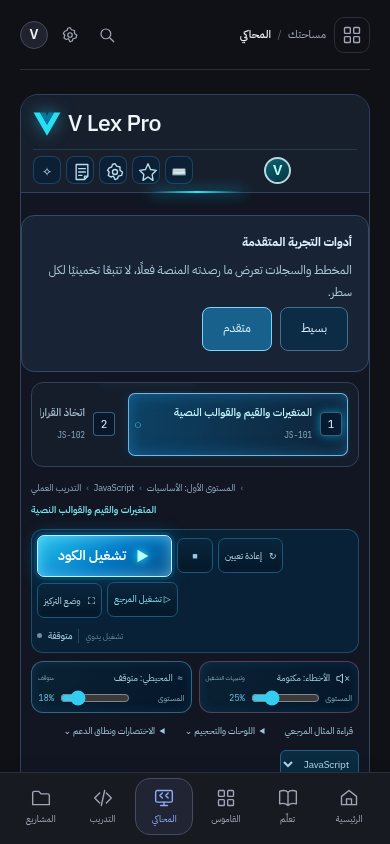 مساحتك / المحاكي
V
V Lex Pro
V
أدوات التجربة المتقدمة
المخطط والسجلات تعرض ما رصدته المنصة فعلًا، لا تتبعًا تخمينيًا لكل
سطر.
بسيط
متقدم
1 المتغيرات والقيم والقوالب النصية
JS-101
2 اتخاذ القرار
JS-102
التدريب العملي › JavaScript › المستوى الأول: الأساسيات ›
المتغيرات والقيم والقوالب النصية
تشغيل الكود
إعادة تعيين
وضع التركيز
تشغيل المرجع
متوقفة
تشغيل يدوي
الأخطاء: مكتومة
المستوى 25%
المحيطي: متوقف
متوقف
المستوى 18%
قراءة المثال المرجعي
اللوحات والتحجيم
الاختصارات ونطاق الدعم
JavaScript
الرئيسية
تعلّم
القاموس
المحاكي
التدريب
المشاريع